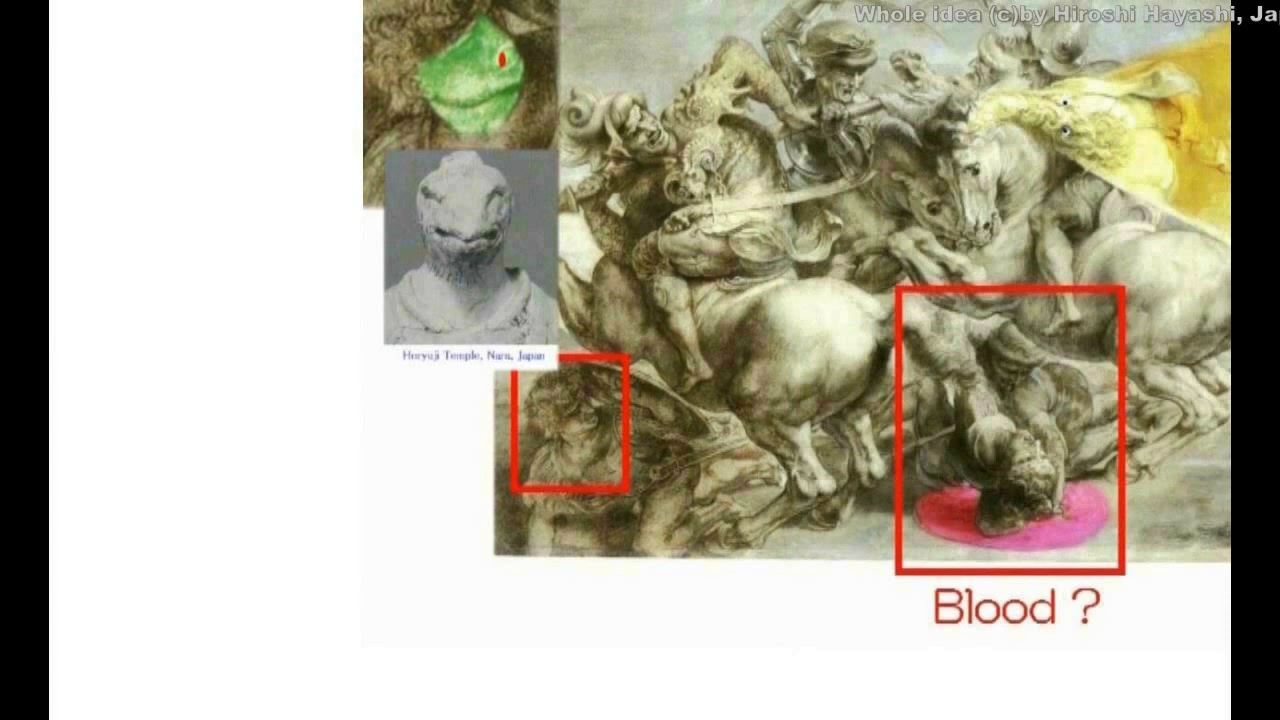 Whole idea (c)by Hiroshi Hayashi, Ja
Horyuji Temple, Nara, Japan
Blood ?